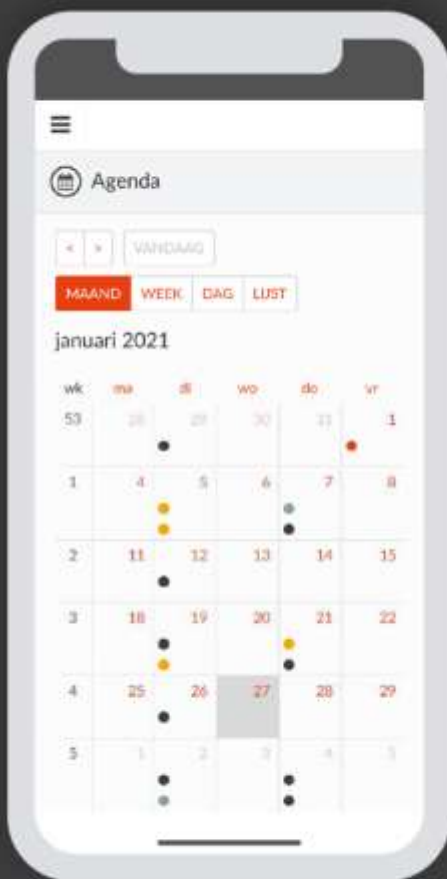 Agenda
< > VANDAAG
MAAND WEEK DAG LIJST
januari 2021
wk ma di wo do vr
53 28 29 30 31 1
1 4 5 6 7 8
2 11 12 13 14 15
3 18 19 20 21 22
4 25 26 27 28 29
5 1 2 3 4 5